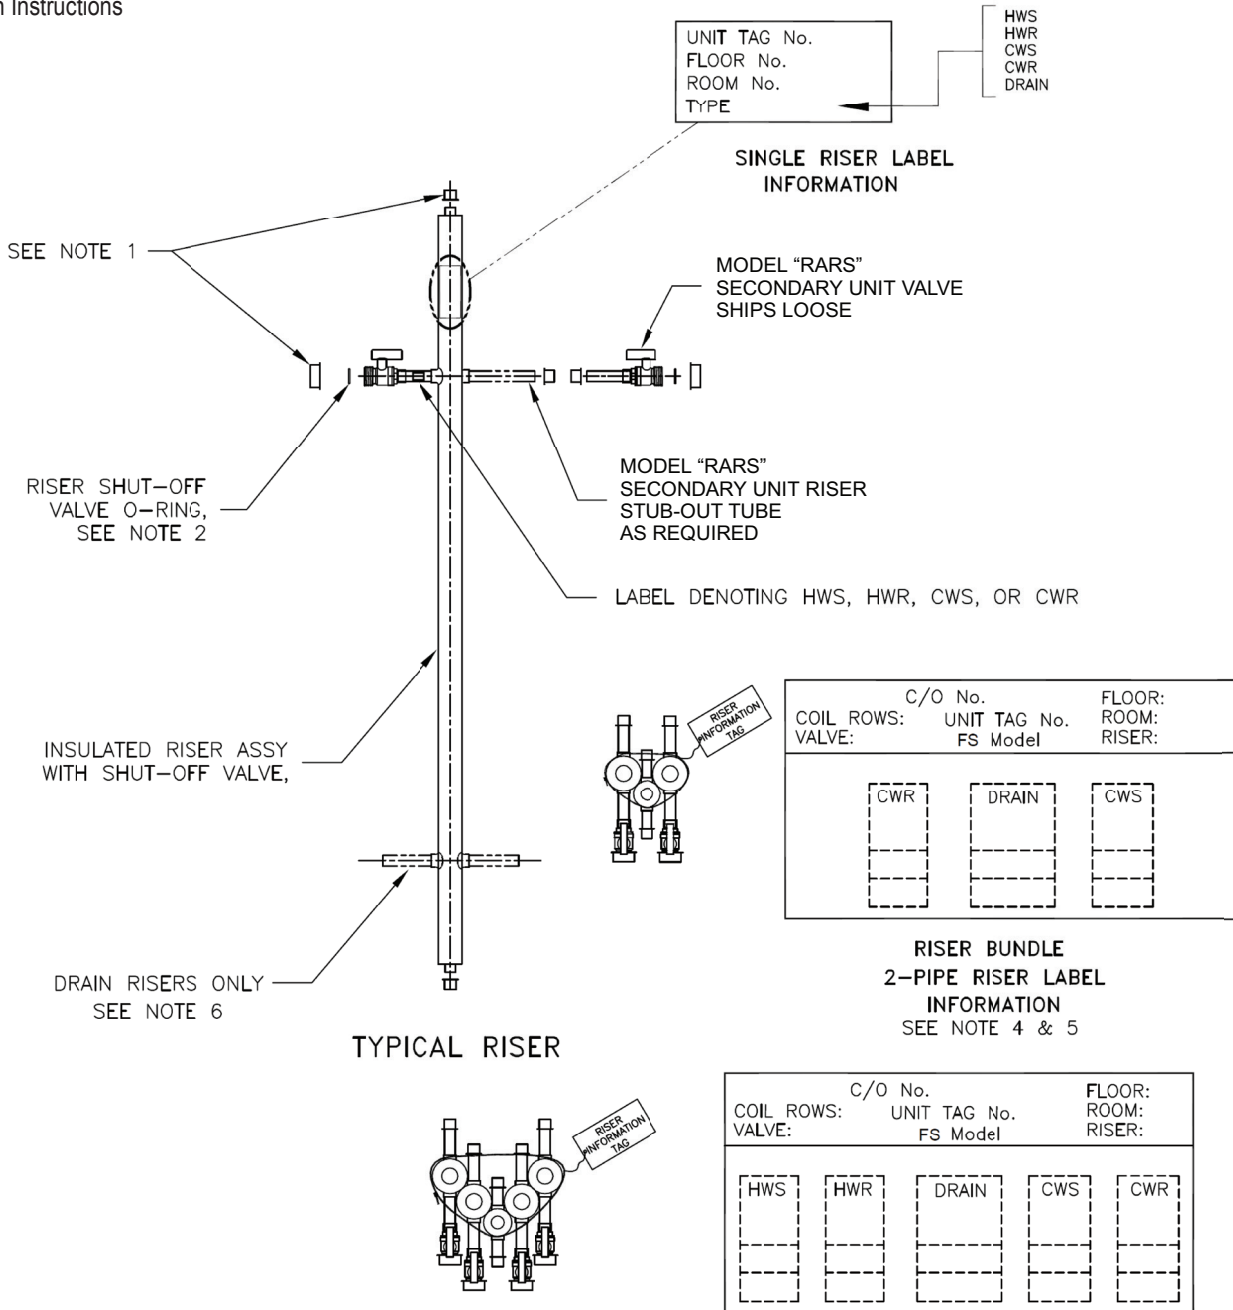 n Instructions
UNIT TAG No.
FLOOR No.
ROOM No.
TYPE
HWS
HWR
CWS
CWR
DRAIN
SINGLE RISER LABEL
INFORMATION
SEE NOTE 1
MODEL “RARS”
SECONDARY UNIT VALVE
SHIPS LOOSE
RISER SHUT-OFF
VALVE O-RING,
SEE NOTE 2
MODEL “RARS”
SECONDARY UNIT RISER
STUB-OUT TUBE
AS REQUIRED
LABEL DENOTING HWS, HWR, CWS, OR CWR
INSULATED RISER ASSY
WITH SHUT-OFF VALVE,
RISER
INFORMATION
TAG
C/O No. FLOOR:
COIL ROWS: UNIT TAG No. ROOM:
VALVE: FS Model RISER:
CWR DRAIN CWS
RISER BUNDLE
2-PIPE RISER LABEL
INFORMATION
SEE NOTE 4 & 5
DRAIN RISERS ONLY
SEE NOTE 6
TYPICAL RISER
RISER
INFORMATION
TAG
C/O No. FLOOR:
COIL ROWS: UNIT TAG No. ROOM:
VALVE: FS Model RISER:
HWS HWR DRAIN CWS CWR